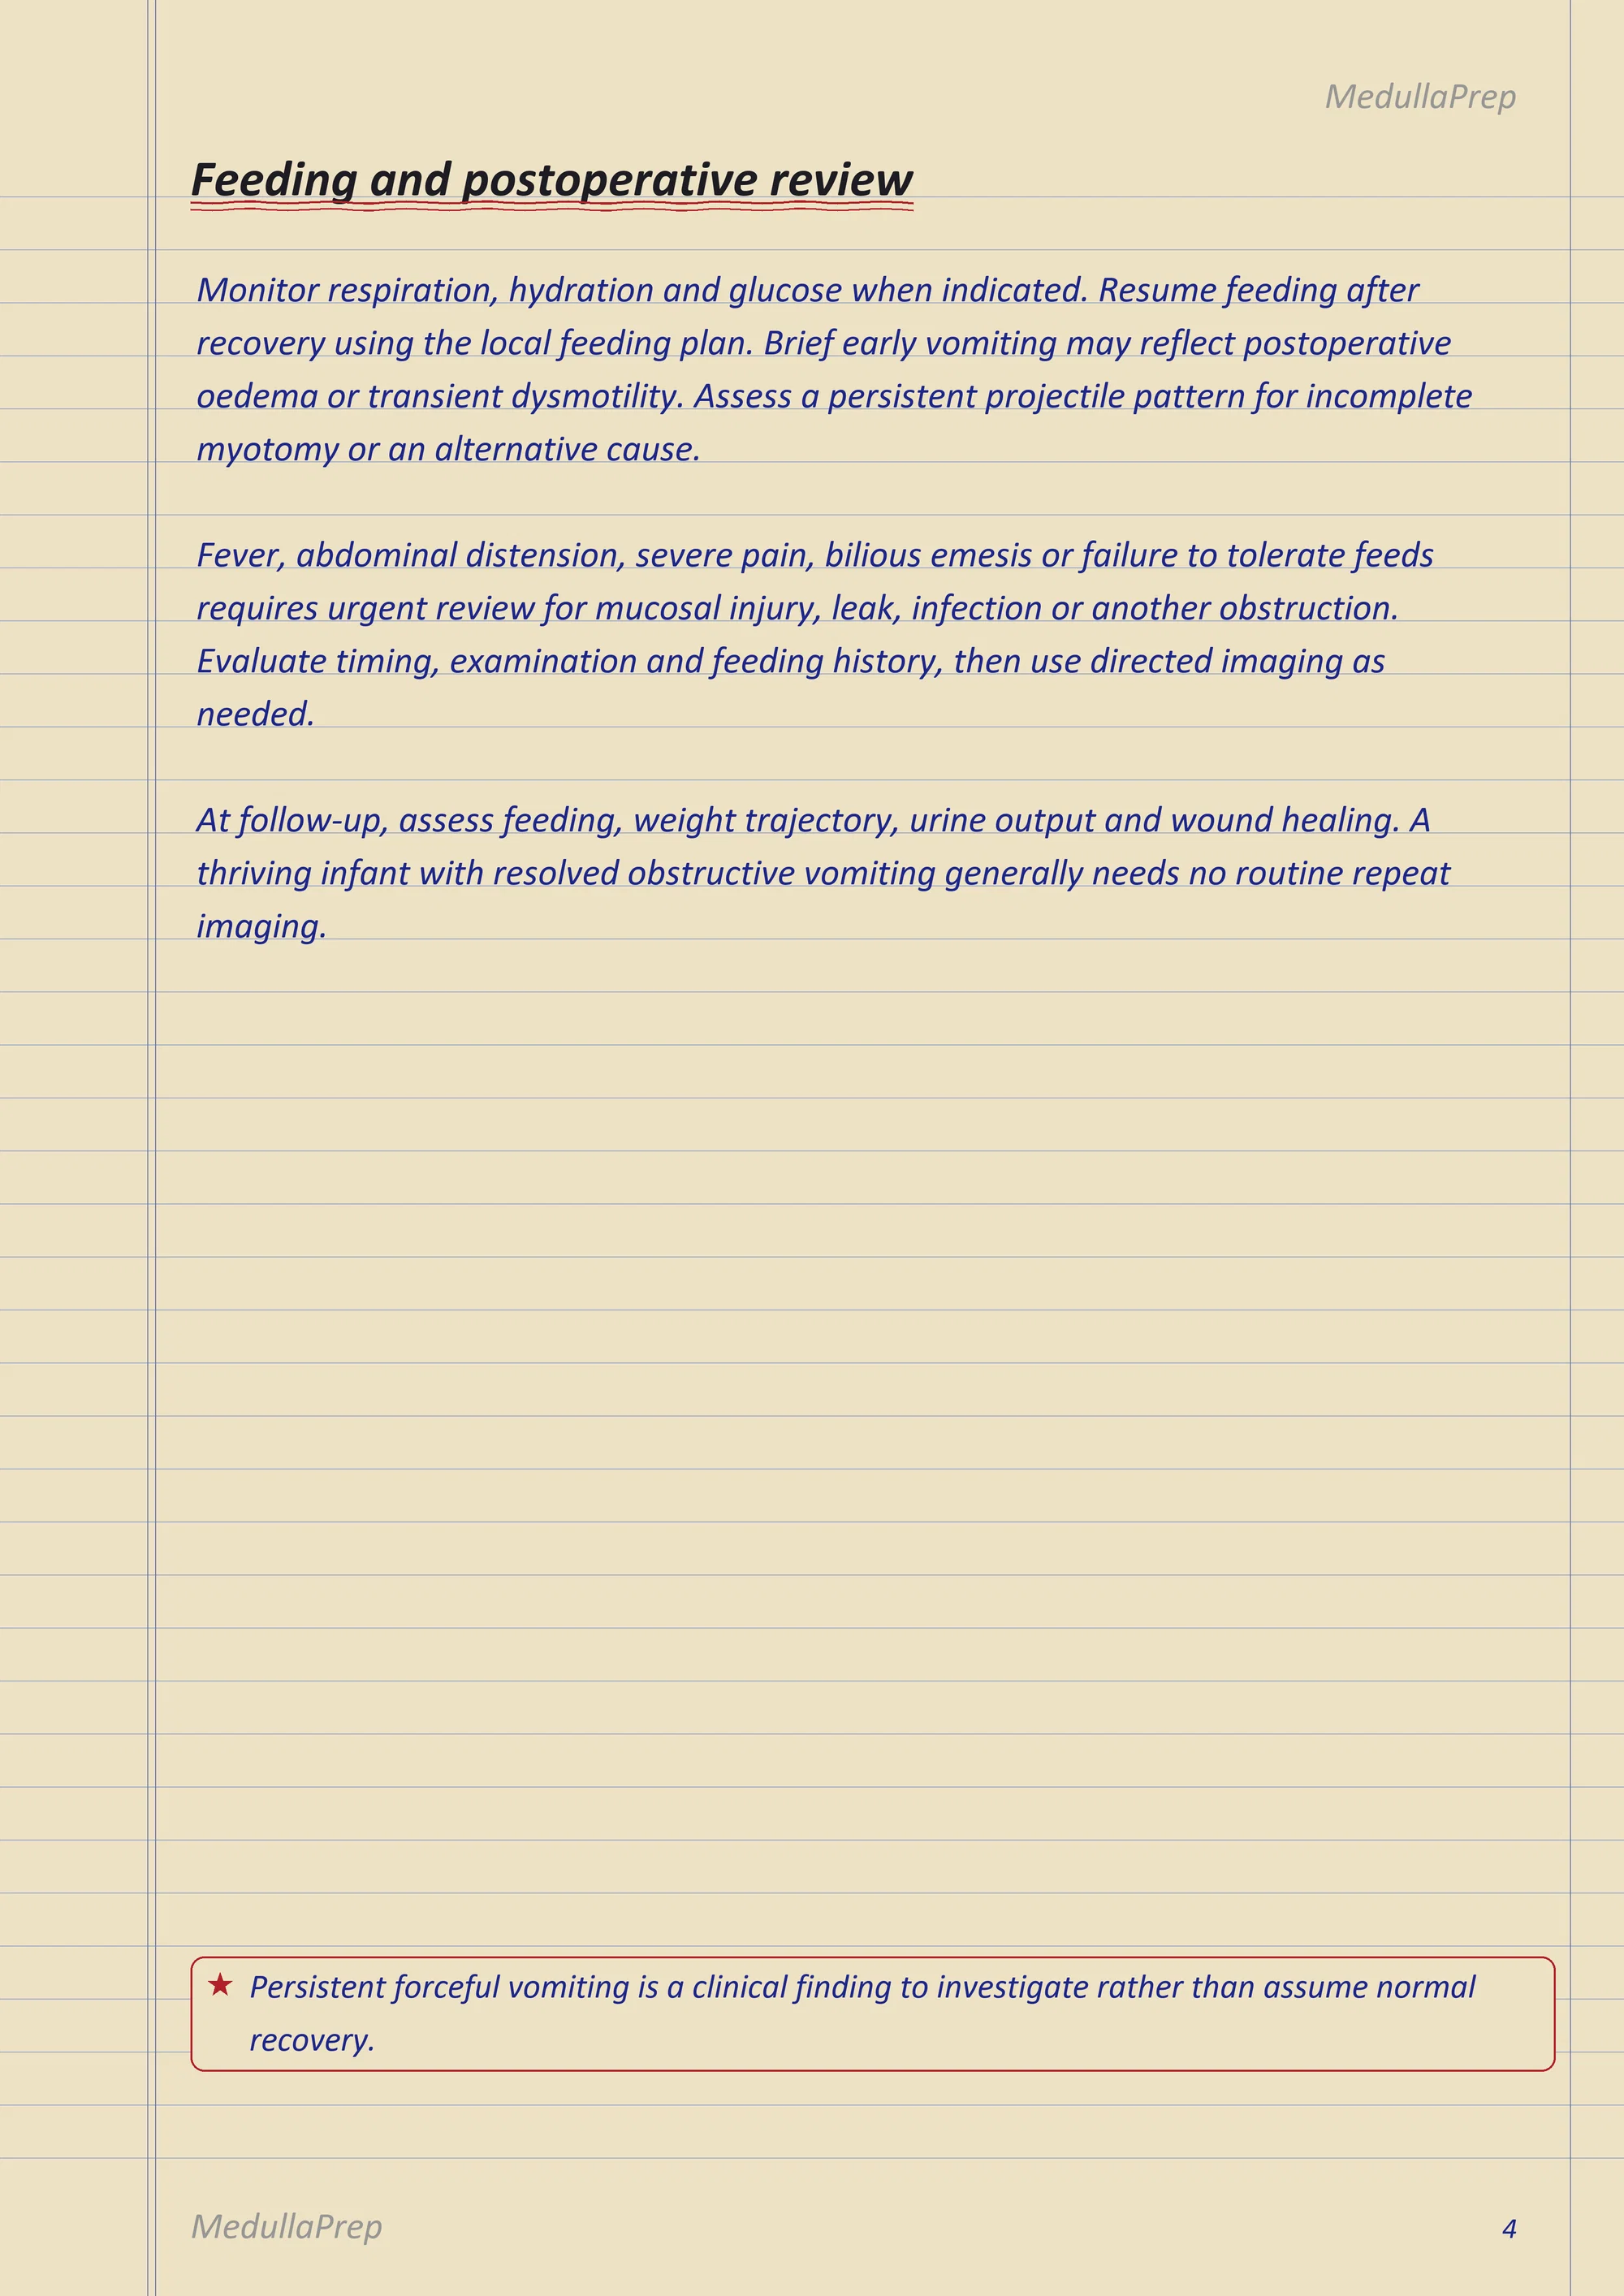 MedullaPrep
Feeding and postoperative review
Monitor respiration, hydration and glucose when indicated. Resume feeding after
recovery using the local feeding plan. Brief early vomiting may reflect postoperative
oedema or transient dysmotility. Assess a persistent projectile pattern for incomplete
myotomy or an alternative cause.
Fever, abdominal distension, severe pain, bilious emesis or failure to tolerate feeds
requires urgent review for mucosal injury, leak, infection or another obstruction.
Evaluate timing, examination and feeding history, then use directed imaging as
needed.
At follow-up, assess feeding, weight trajectory, urine output and wound healing. A
thriving infant with resolved obstructive vomiting generally needs no routine repeat
imaging.
★ Persistent forceful vomiting is a clinical finding to investigate rather than assume normal
recovery.
MedullaPrep
4